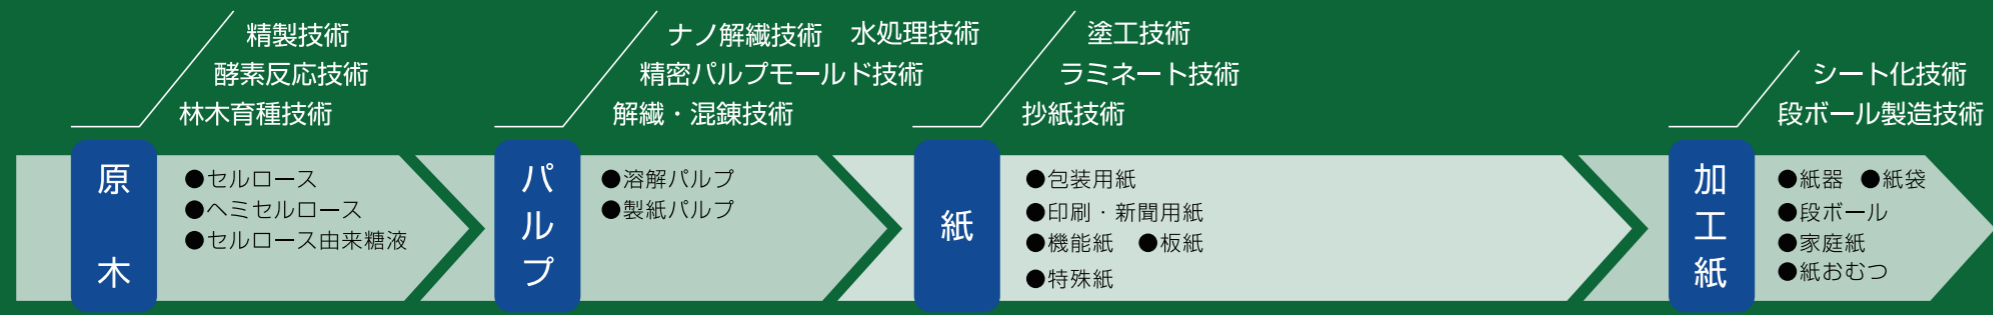 精製技術
酵素反応技術
林木育種技術
原木
●セルロース
●ヘミセルロース
●セルロース由来糖液
ナノ解繊技術 水処理技術
精密パルプモールド技術
解繊・混錬技術
パルプ
●溶解パルプ
●製紙パルプ
塗工技術
ラミネート技術
抄紙技術
紙
●包装用紙
●印刷・新聞用紙
●機能紙 ●板紙
●特殊紙
シート化技術
段ボール製造技術
加工紙
●紙器 ●紙袋
●段ボール
●家庭紙
●紙おむつ